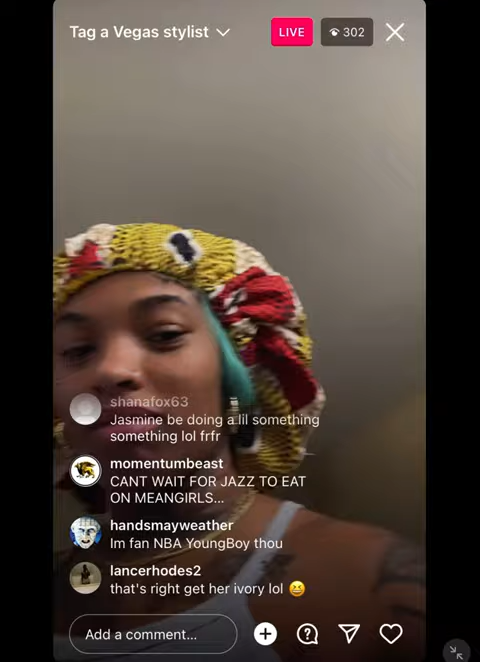 Tag a Vegas stylist
LIVE
302
shanafox63
Jasmine be doing a lil something
something lol frfr
momentumbeast
CANT WAIT FOR JAZZ TO EAT
ON MEANGIRLS...
handsmayweather
Im fan NBA YoungBoy thou
lancerhodes2
that's right get her ivory lol 😆
Add a comment...